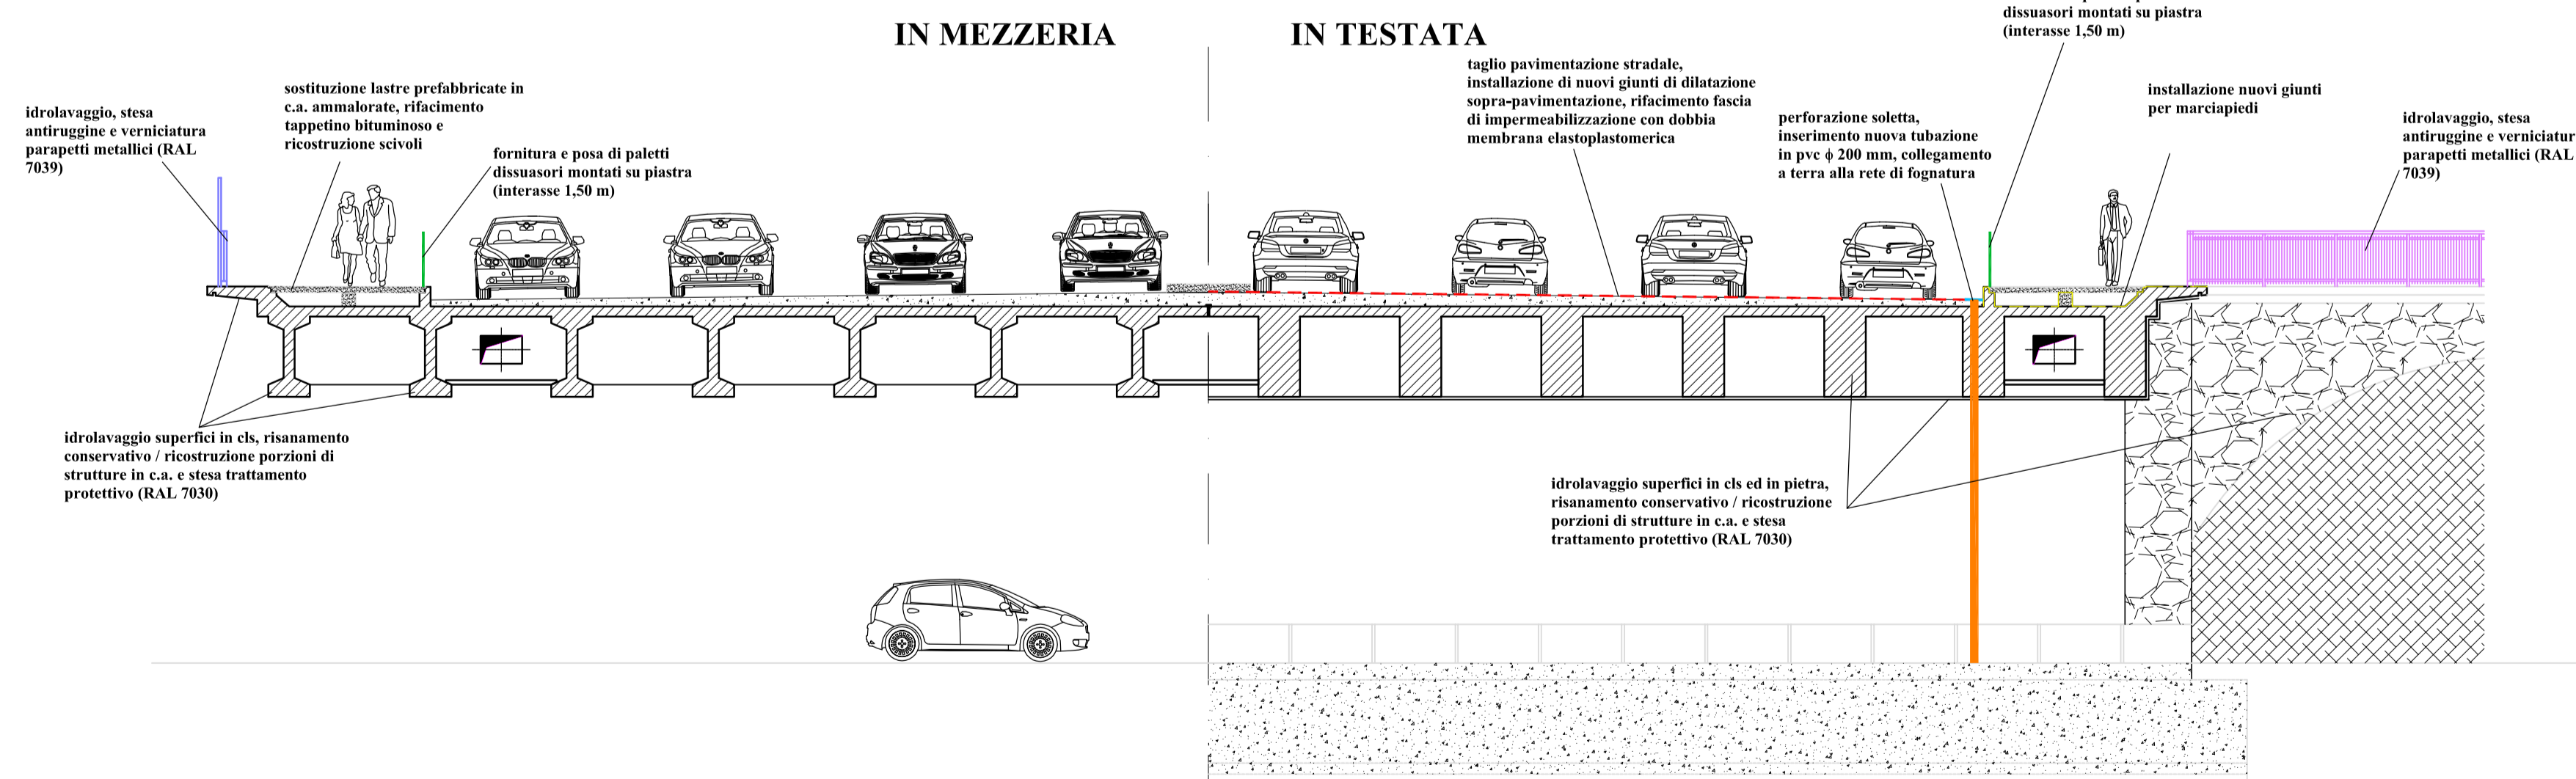 IN MEZZERIA
IN TESTATA
idrolavaggio, stesa
antiruggine e verniciatura
parapetti metallici (RAL
7039)
sostituzione lastre prefabbricate in
c.a. ammalorate, rifacimento
tappetino bituminoso e
ricostruzione scivoli
fornitura e posa di paletti
dissuasori montati su piastra
(interasse 1,50 m)
idrolavaggio superfici in cls, risanamento
conservativo / ricostruzione porzioni di
strutture in c.a. e stesa trattamento
protettivo (RAL 7030)
taglio pavimentazione stradale,
installazione di nuovi giunti di dilatazione
sopra-pavimentazione, rifacimento fascia
di impermeabilizzazione con dobbia
membrana elastoplastomerica
perforazione soletta,
inserimento nuova tubazione
in pvc ϕ 200 mm, collegamento
a terra alla rete di fognatura
dissuasori montati su piastra
(interasse 1,50 m)
installazione nuovi giunti
per marciapiedi
idrolavaggio, stesa
antiruggine e verniciatur
parapetti metallici (RAL
7039)
idrolavaggio superfici in cls ed in pietra,
risanamento conservativo / ricostruzione
porzioni di strutture in c.a. e stesa
trattamento protettivo (RAL 7030)